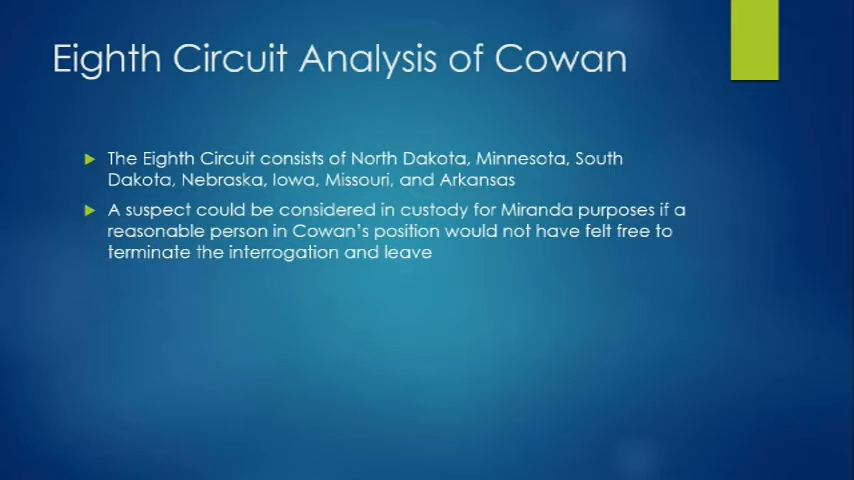 Eighth Circuit Analysis of Cowan
The Eighth Circuit consists of North Dakota, Minnesota, South
Dakota, Nebraska, Iowa, Missouri, and Arkansas
A suspect could be considered in custody for Miranda purposes if a
reasonable person in Cowan's position would not have felt free to
terminate the interrogation and leave